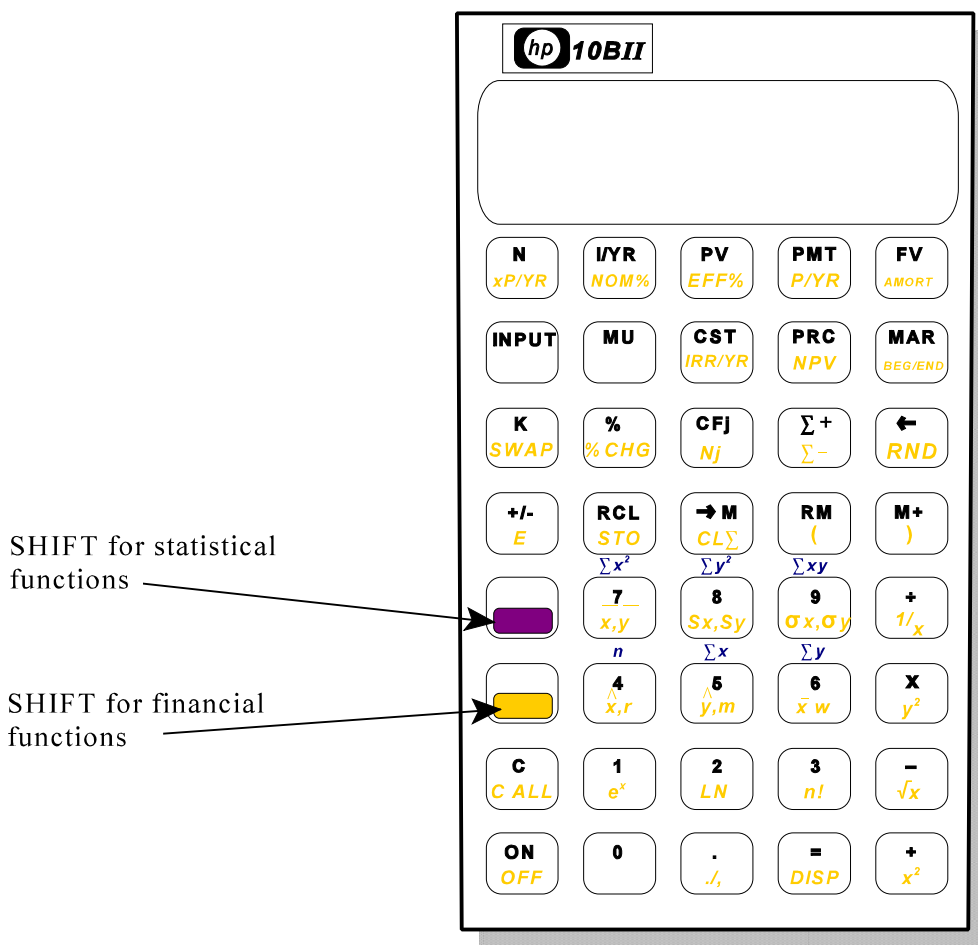 hp 10BII
N I/YR PV PMT FV
xP/YR NOM% EFF% P/YR AMORT
INPUT MU CST PRC MAR
IRR/YR NPV BEG/END
K % CFj ∑+ ←
SWAP %CHG Nj ∑- RND
+/- RCL →M RM M+
E STO CL∑ ( )
∑x² ∑y² ∑xy
SHIFT for statistical
functions
7 8 9 +
x̄,ȳ Sx,Sy σx,σy 1/x
n ∑x ∑y
4 5 6 X
x̂,r ŷ,m x̄ w y²
SHIFT for financial
functions
C 1 2 3 −
C ALL eˣ LN n! √x
ON 0 . = +
OFF ./, DISP x²